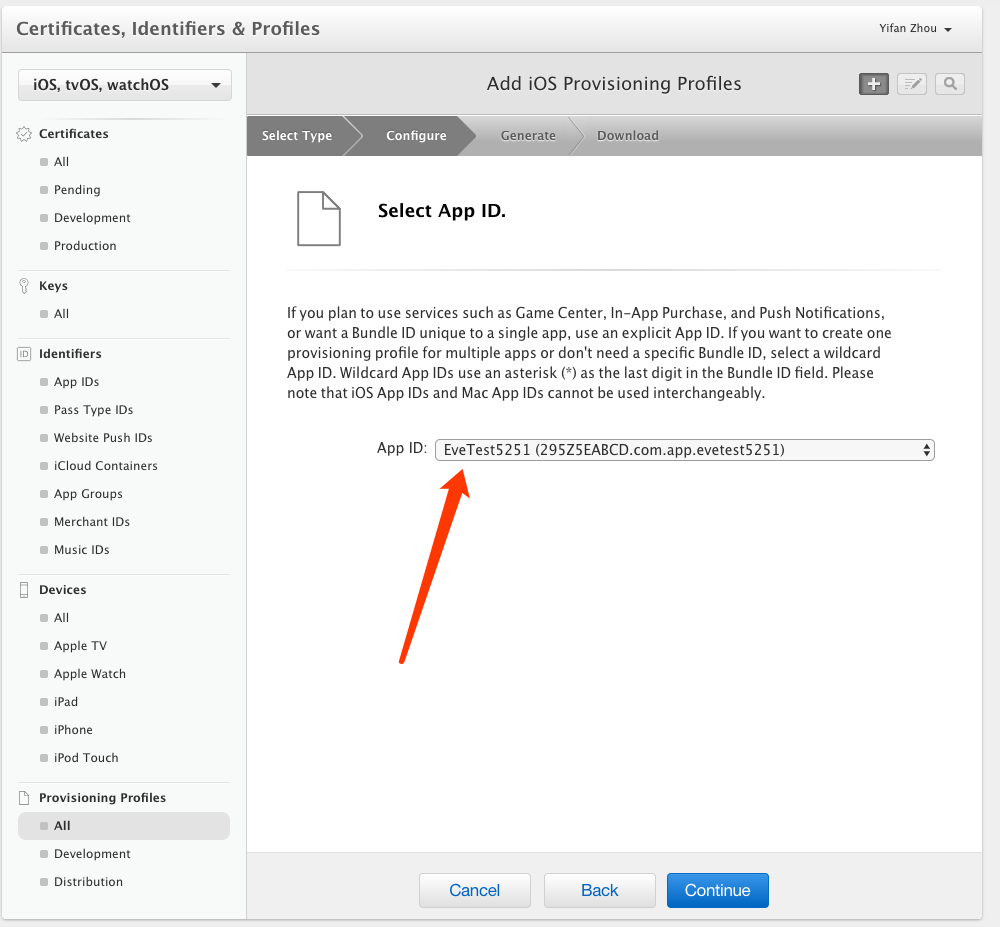 Certificates, Identifiers & Profiles
Yifan Zhou
iOS, tvOS, watchOS
Certificates
All
Pending
Development
Production
Keys
All
ID Identifiers
App IDs
Pass Type IDs
Website Push IDs
iCloud Containers
App Groups
Merchant IDs
Music IDs
Devices
All
Apple TV
Apple Watch
iPad
iPhone
iPod Touch
Provisioning Profiles
All
Development
Distribution
Add iOS Provisioning Profiles
Select Type
Configure
Generate
Download
Select App ID.
If you plan to use services such as Game Center, In-App Purchase, and Push Notifications,
or want a Bundle ID unique to a single app, use an explicit App ID. If you want to create one
provisioning profile for multiple apps or don't need a specific Bundle ID, select a wildcard
App ID. Wildcard App IDs use an asterisk (*) as the last digit in the Bundle ID field. Please
note that iOS App IDs and Mac App IDs cannot be used interchangeably.
App ID: EveTest5251 (295Z5EABCD.com.app.evetest5251)
Cancel
Back
Continue